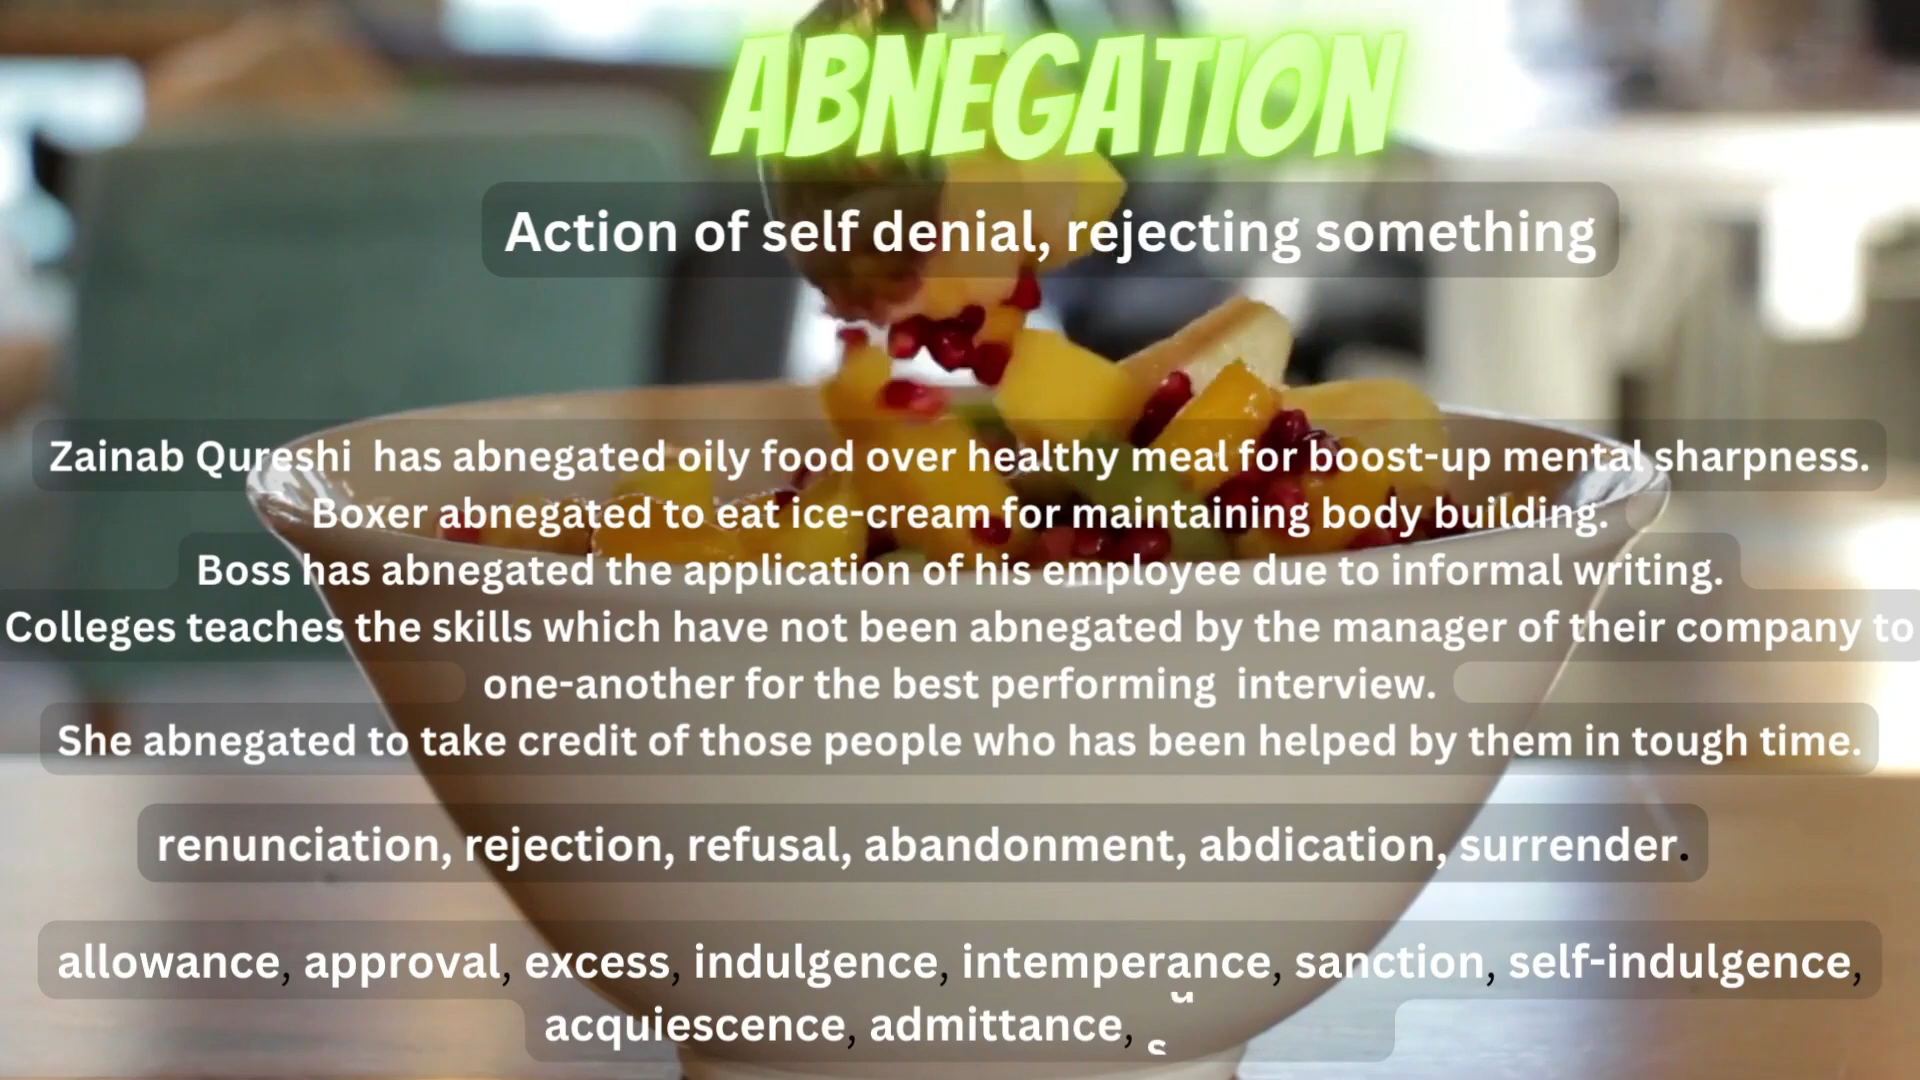 ABNEGATION
Action of self denial, rejecting something
Zainab Qureshi  has abnegated oily food over healthy meal for boost-up mental sharpness.
Boxer abnegated to eat ice-cream for maintaining body building.
Boss has abnegated the application of his employee due to informal writing.
Colleges teaches the skills which have not been abnegated by the manager of their company to
one-another for the best performing  interview.
She abnegated to take credit of those people who has been helped by them in tough time.
renunciation, rejection, refusal, abandonment, abdication, surrender.
allowance, approval, excess, indulgence, intemperance, sanction, self-indulgence,
acquiescence, admittance,